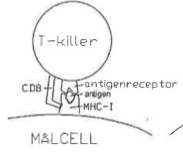 T-killer
CD8
antigenreceptor
antigen
MHC-I
MÅLCELL